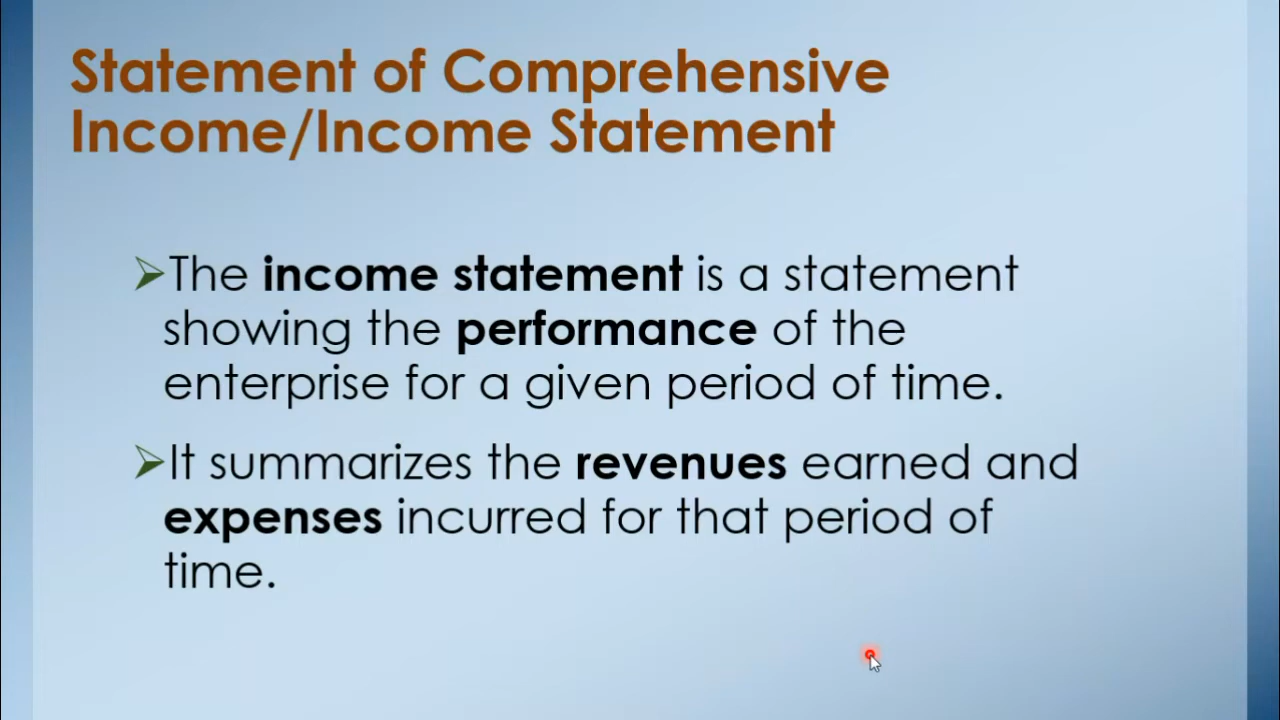 Statement of Comprehensive
Income/Income Statement
The income statement is a statement
showing the performance of the
enterprise for a given period of time.
It summarizes the revenues earned and
expenses incurred for that period of
time.